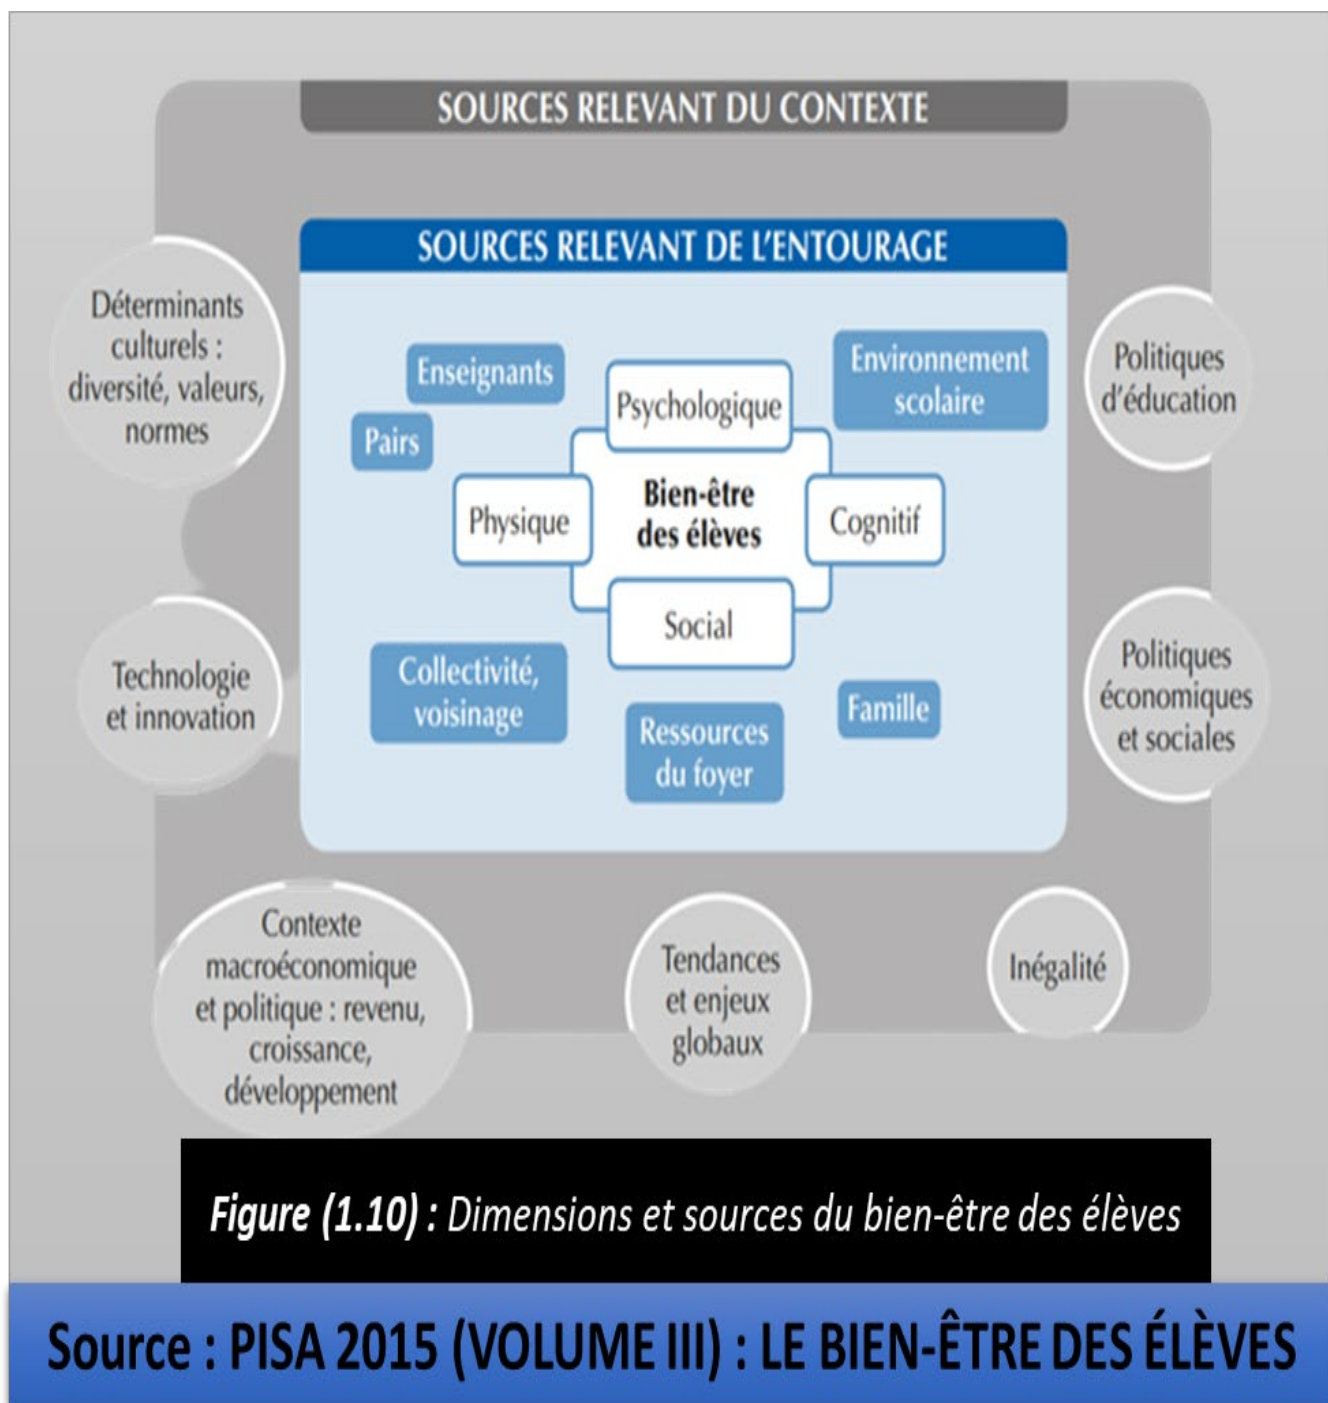 SOURCES RELEVANT DU CONTEXTE
SOURCES RELEVANT DE L'ENTOURAGE
Déterminants
culturels :
diversité, valeurs,
normes
Enseignants
Pairs
Psychologique
Environnement
scolaire
Physique
Bien-être
des élèves
Cognitif
Social
Collectivité,
voisinage
Ressources
du foyer
Famille
Politiques
d'éducation
Technologie
et innovation
Politiques
économiques
et sociales
Contexte
macroéconomique
et politique : revenu,
croissance,
développement
Tendances
et enjeux
globaux
Inégalité
Figure (1.10) : Dimensions et sources du bien-être des élèves
Source : PISA 2015 (VOLUME III) : LE BIEN-ÊTRE DES ÉLÈVES